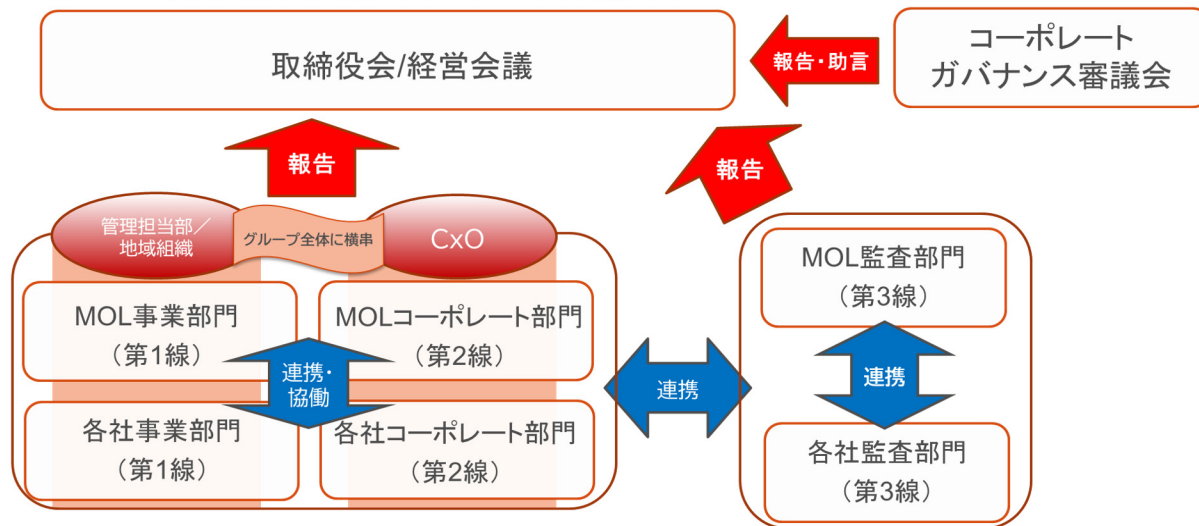 取締役会/経営会議
報告・助言
コーポレート
ガバナンス審議会
報告
報告
管理担当部／
地域組織
グループ全体に横串
CxO
MOL事業部門
（第1線）
MOLコーポレート部門
（第2線）
連携・
協働
各社事業部門
（第1線）
各社コーポレート部門
（第2線）
連携
MOL監査部門
（第3線）
連携
各社監査部門
（第3線）